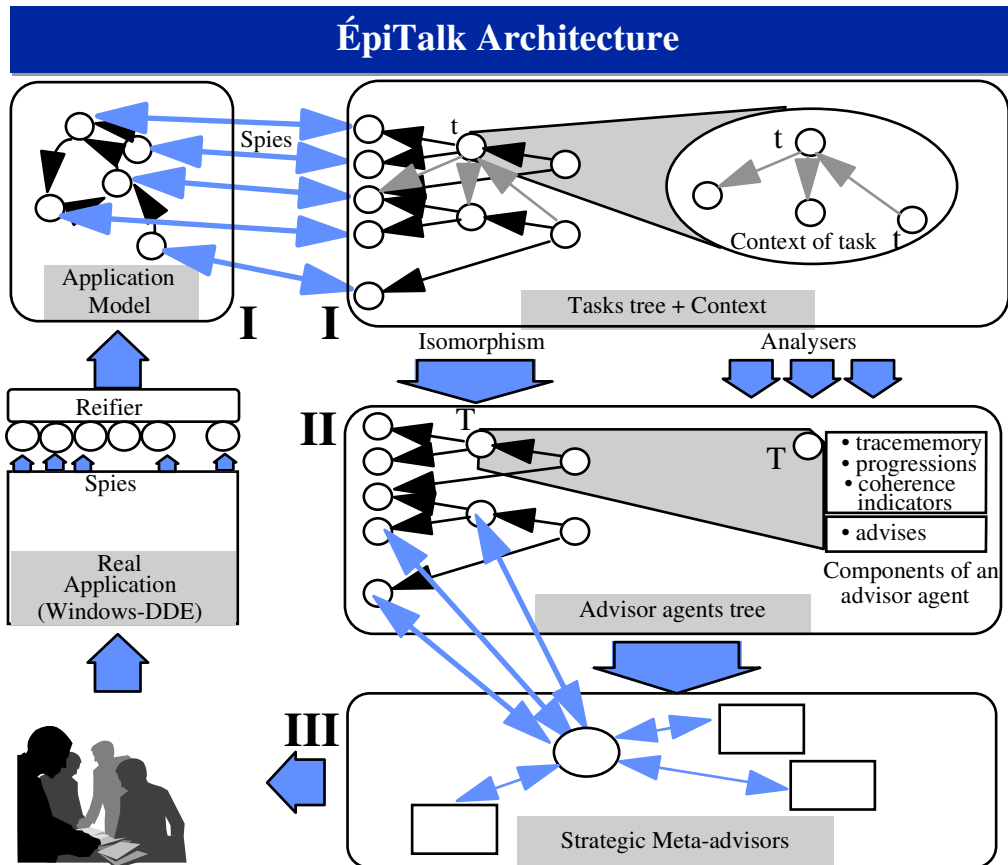 ÉpiTalk Architecture
Spies
t
t
Context of task
t
Application
Model
Tasks tree + Context
I
I
Isomorphism
Analysers
Reifier
II
T
T
• tracememory
• progressions
• coherence
indicators
• advises
Spies
Real
Application
(Windows-DDE)
Components of an
advisor agent
Advisor agents tree
III
Strategic Meta-advisors